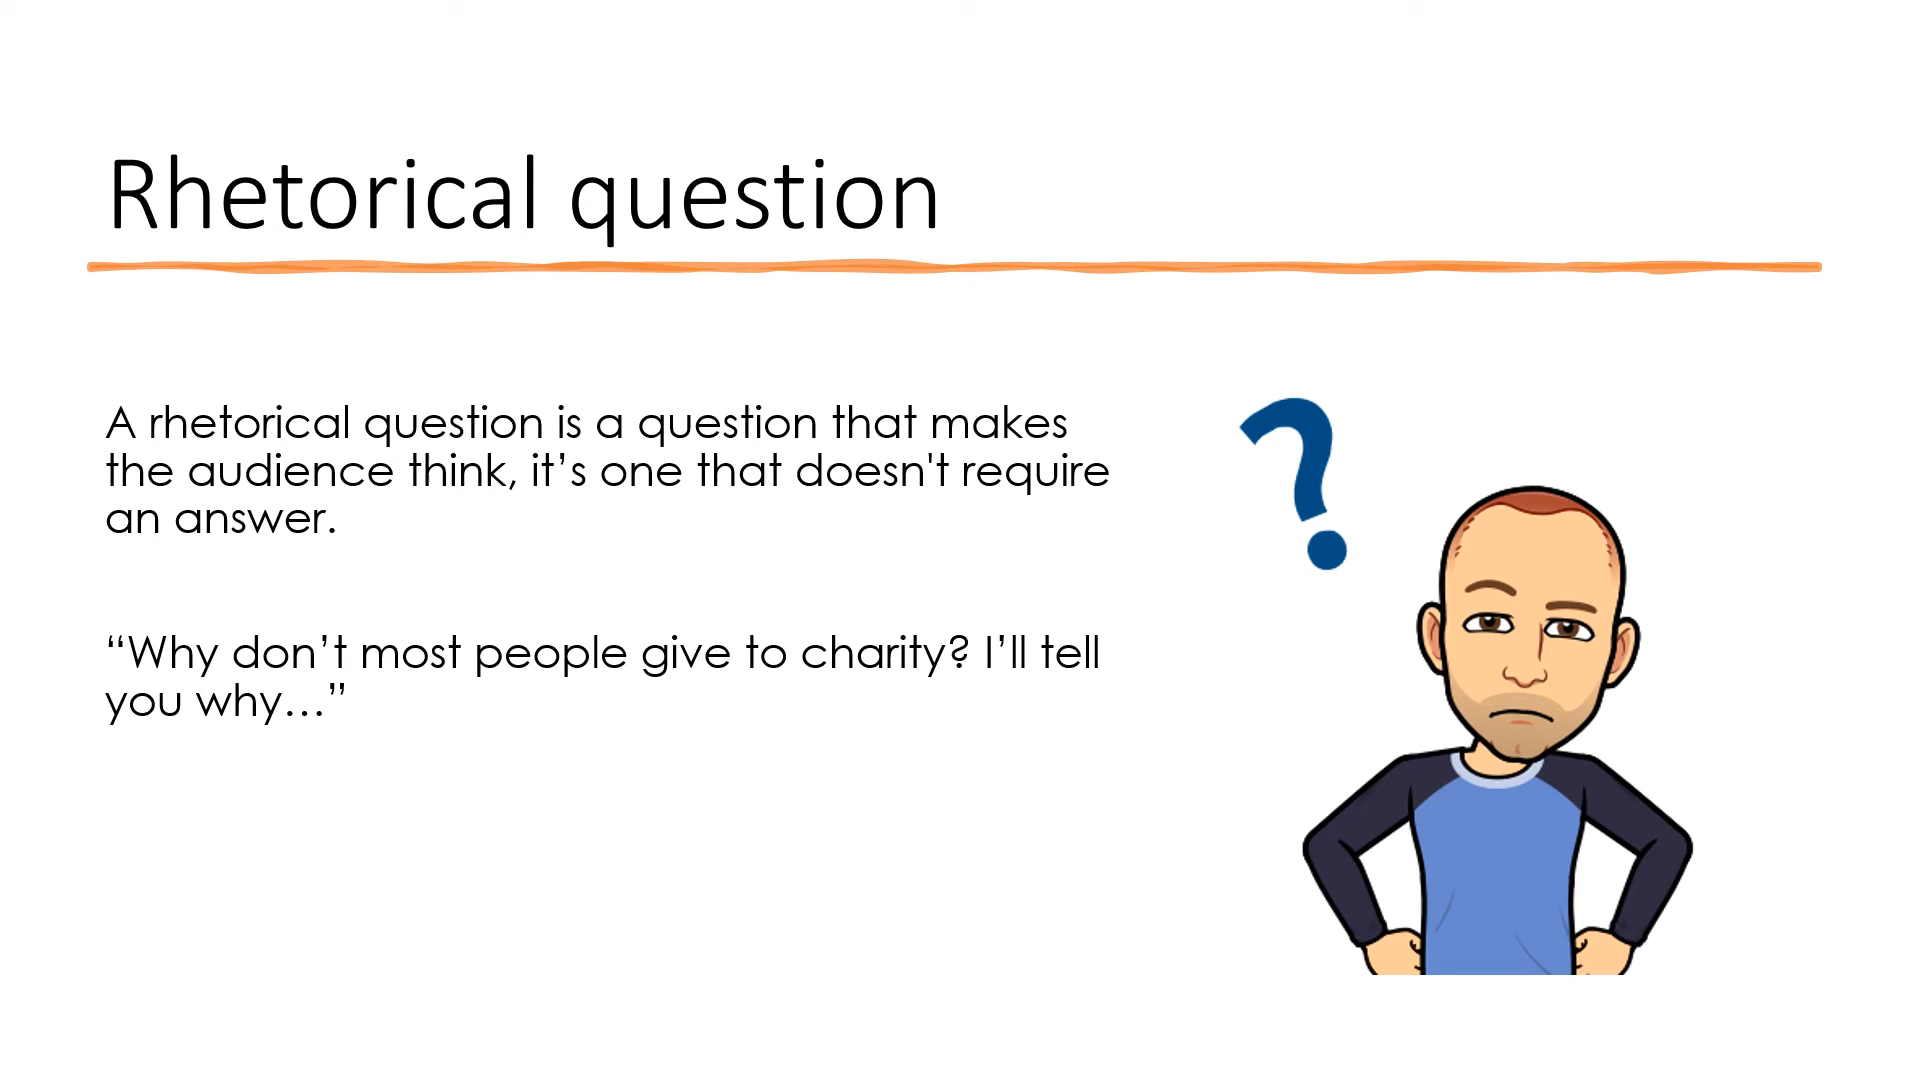 Rhetorical question
A rhetorical question is a question that makes
the audience think, it’s one that doesn't require
an answer.
“Why don’t most people give to charity? I’ll tell
you why…”
?